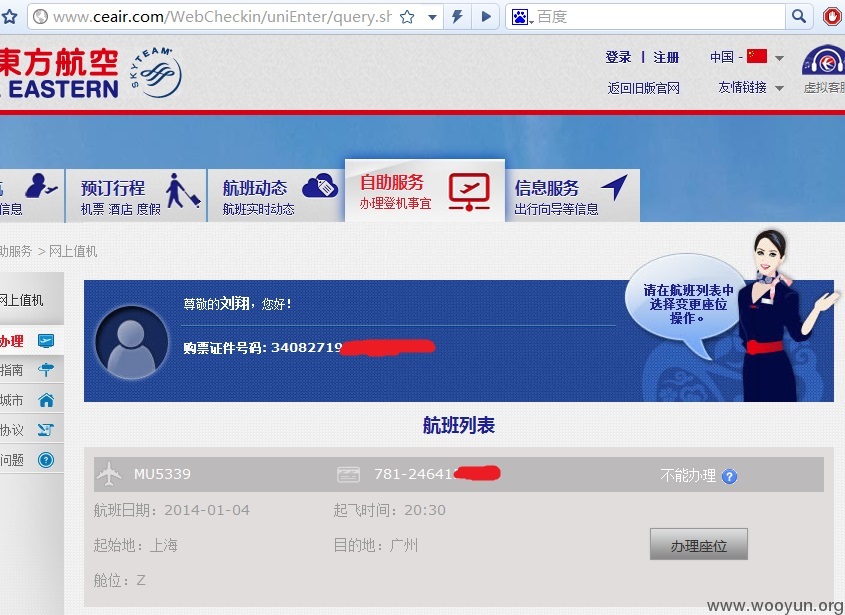 www.ceair.com/WebCheckin/uniEnter/query.sh
百度
東方航空
EASTERN
SKYTEAM
登录 | 注册
中国 -
返回旧版官网
友情链接
虚拟客服
信息
预订行程
机票 酒店 度假
航班动态
航班实时动态
自助服务
办理登机事宜
信息服务
出行向导等信息
助服务 > 网上值机
网上值机
办理
指南
城市
协议
问题
尊敬的刘翔，您好！
购票证件号码: 34082719
请在航班列表中
选择变更座位
操作。
航班列表
MU5339
781-24641
不能办理
航班日期：2014-01-04
起飞时间：20:30
起始地：上海
目的地：广州
办理座位
舱位：Z
www.wooyun.org